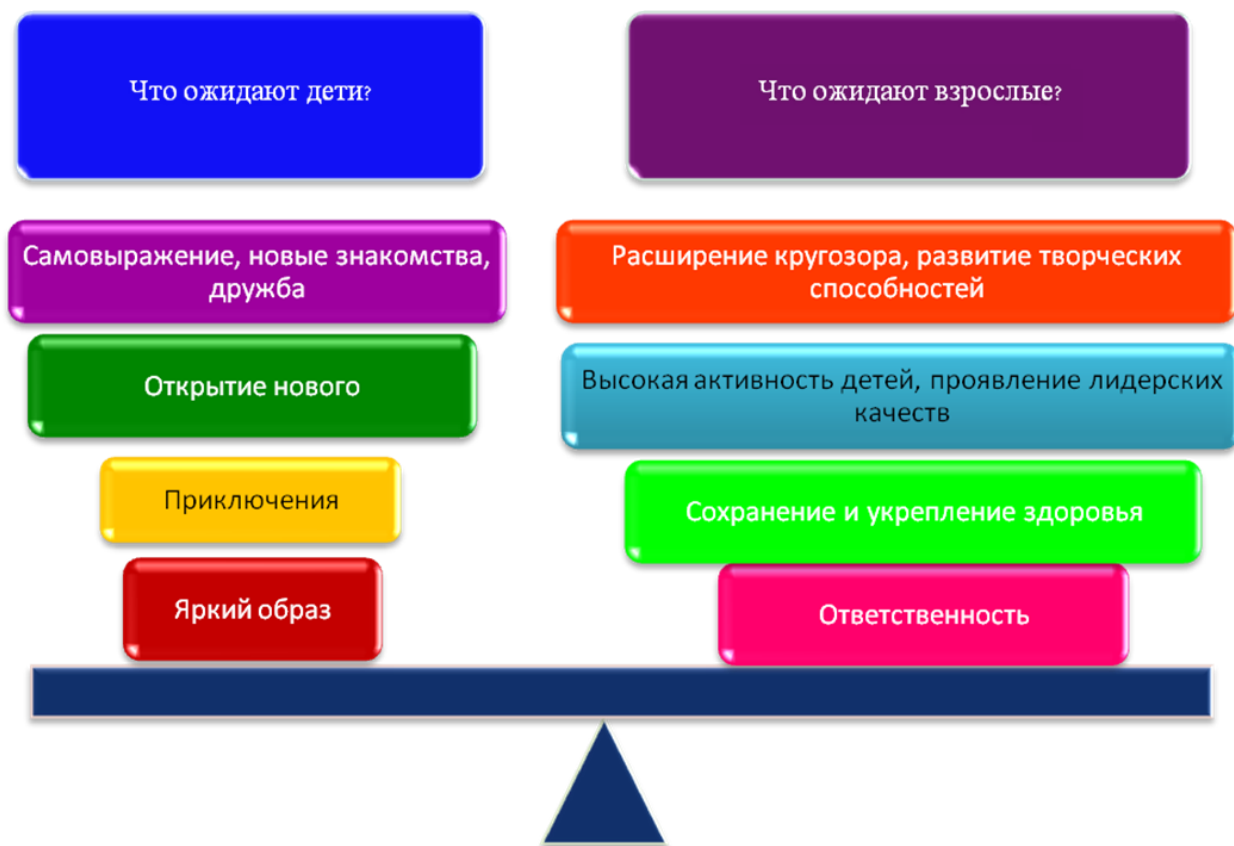 Что ожидают дети?
Что ожидают взрослые?
Самовыражение, новые знакомства,
дружба
Расширение кругозора, развитие творческих
способностей
Открытие нового
Высокая активность детей, проявление лидерских
качеств
Приключения
Сохранение и укрепление здоровья
Яркий образ
Ответственность